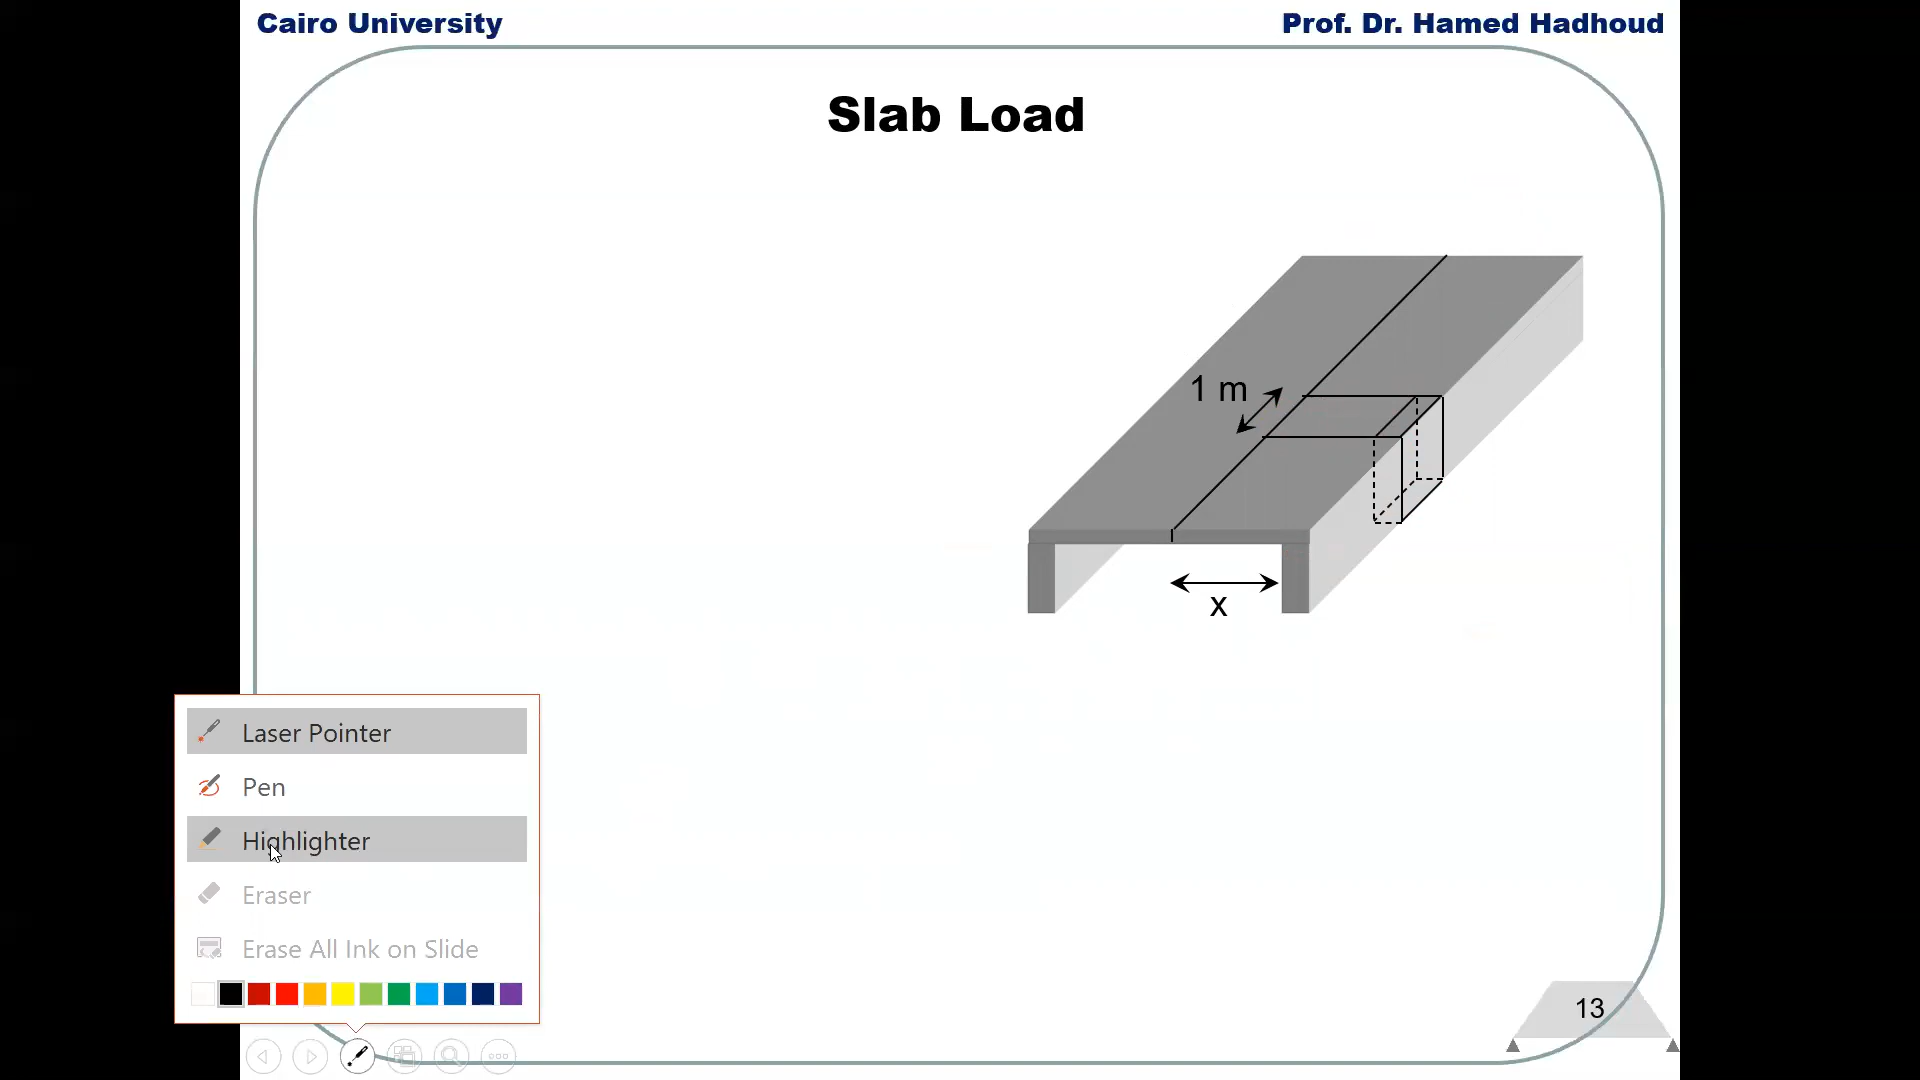 Cairo University
Prof. Dr. Hamed Hadhoud
Slab Load
1 m
x
Laser Pointer
Pen
Highlighter
Eraser
Erase All Ink on Slide
13